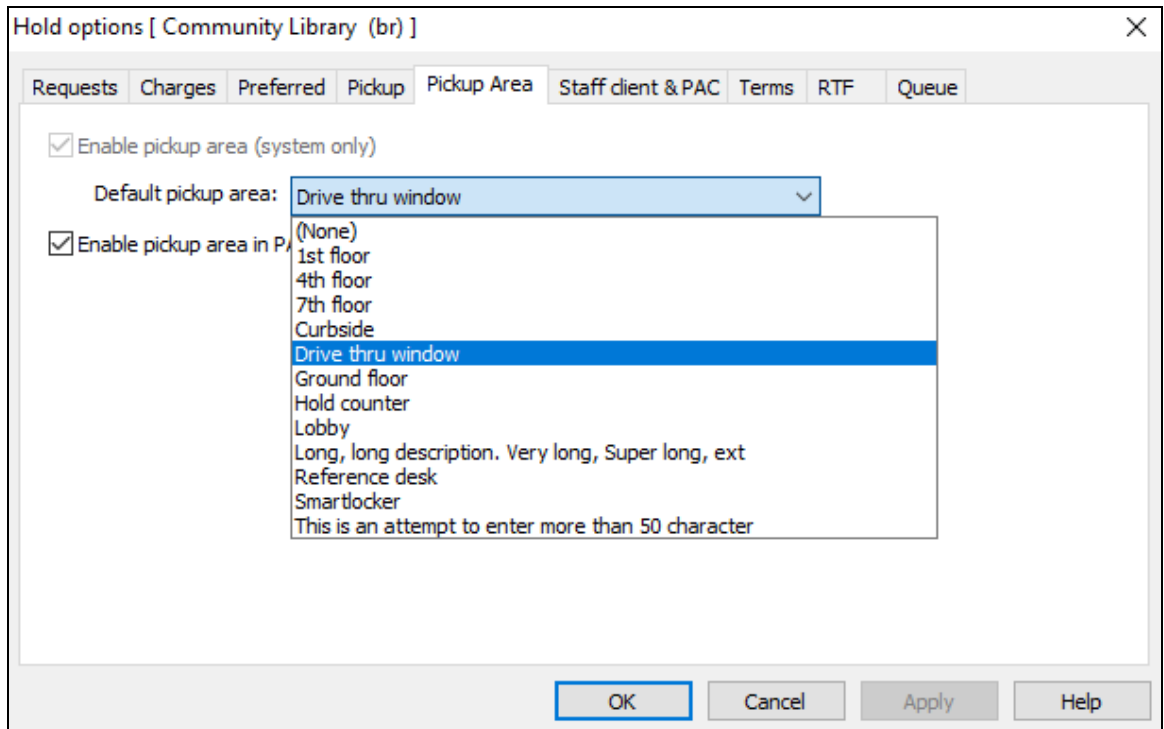 Hold options [ Community Library (br) ]
Requests Charges Preferred Pickup Pickup Area Staff client & PAC Terms RTF Queue
Enable pickup area (system only)
Default pickup area: Drive thru window
(None)
Enable pickup area in
1st floor
4th floor
7th floor
Curbside
Drive thru window
Ground floor
Hold counter
Lobby
Long, long description. Very long, Super long, ext
Reference desk
Smartlocker
This is an attempt to enter more than 50 character
OK Cancel Apply Help